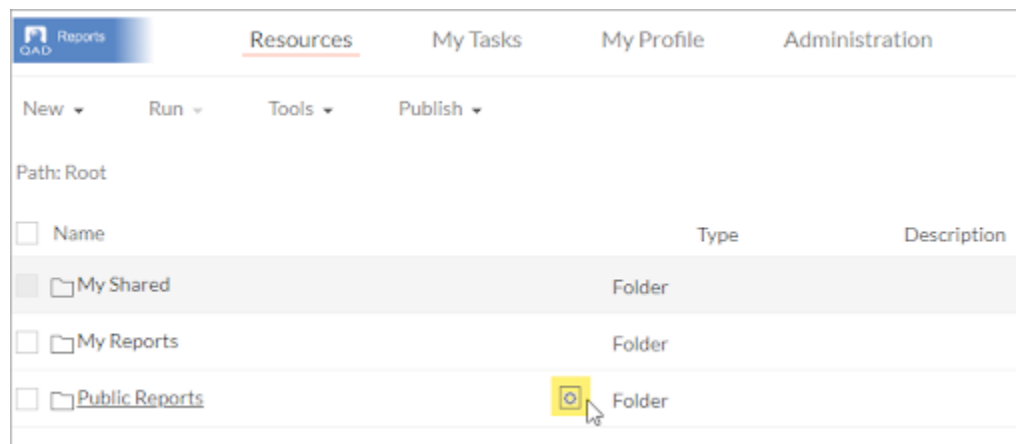 QAD Reports
Resources My Tasks My Profile Administration
New Run Tools Publish
Path: Root
Name Type Description
My Shared Folder
My Reports Folder
Public Reports Folder